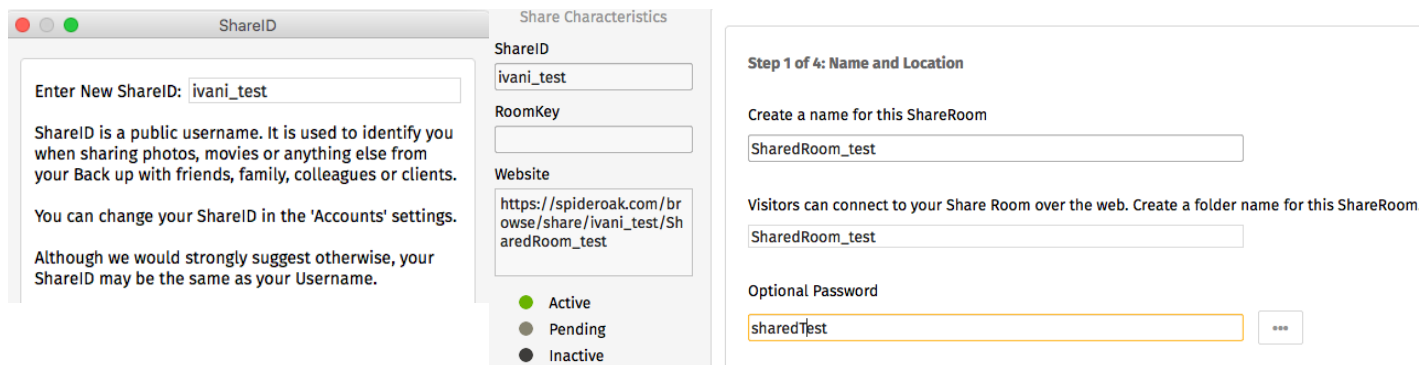 ShareID
Enter New ShareID: ivani_test
ShareID is a public username. It is used to identify you
when sharing photos, movies or anything else from
your Back up with friends, family, colleagues or clients.
You can change your ShareID in the 'Accounts' settings.
Although we would strongly suggest otherwise, your
ShareID may be the same as your Username.
Share Characteristics
ShareID
ivani_test
RoomKey
Website
https://spideroak.com/br
owse/share/ivani_test/Sh
aredRoom_test
Active
Pending
Inactive
Step 1 of 4: Name and Location
Create a name for this ShareRoom
SharedRoom_test
Visitors can connect to your Share Room over the web. Create a folder name for this ShareRoom.
SharedRoom_test
Optional Password
sharedTest